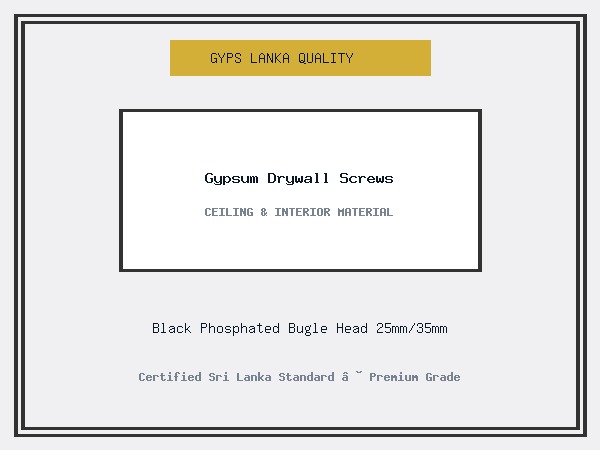 GYPS LANKA QUALITY
Gypsum Drywall Screws
CEILING & INTERIOR MATERIAL
Black Phosphated Bugle Head 25mm/35mm
Certified Sri Lanka Standard â ˘ Premium Grade